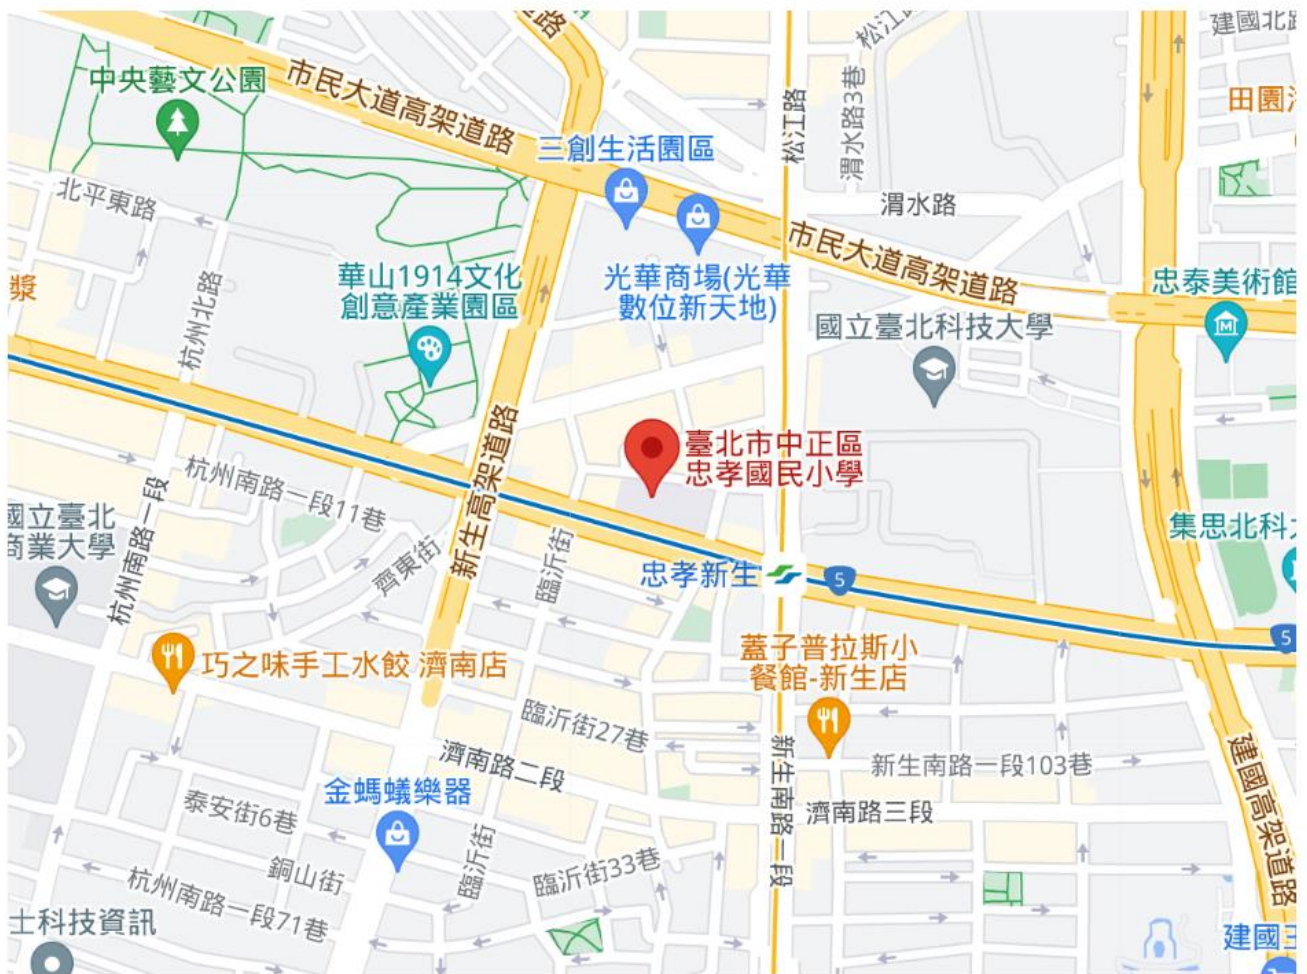 建國北路
中央藝文公園
市民大道高架道路
松江路
田園
三創生活園區
松江路
渭水路3巷
北平東路
渭水路
市民大道高架道路
華山1914文化
創意產業園區
光華商場(光華
數位新天地)
忠泰美術館
漿
杭州北路
國立臺北科技大學
新生高架道路
臺北市中正區
忠孝國民小學
杭州南路一段11巷
杭州南路一段
國立臺北
商業大學
集思北科
齊東街
臨沂街
忠孝新生
5
5
巧之味手工水餃 濟南店
蓋子普拉斯小
餐館-新生店
臨沂街27巷
新生南路一段
新生南路一段103巷
建國高架道路
濟南路二段
金螞蟻樂器
濟南路三段
泰安街6巷
臨沂街
銅山街
臨沂街33巷
杭州南路一段71巷
士科技資訊
建國